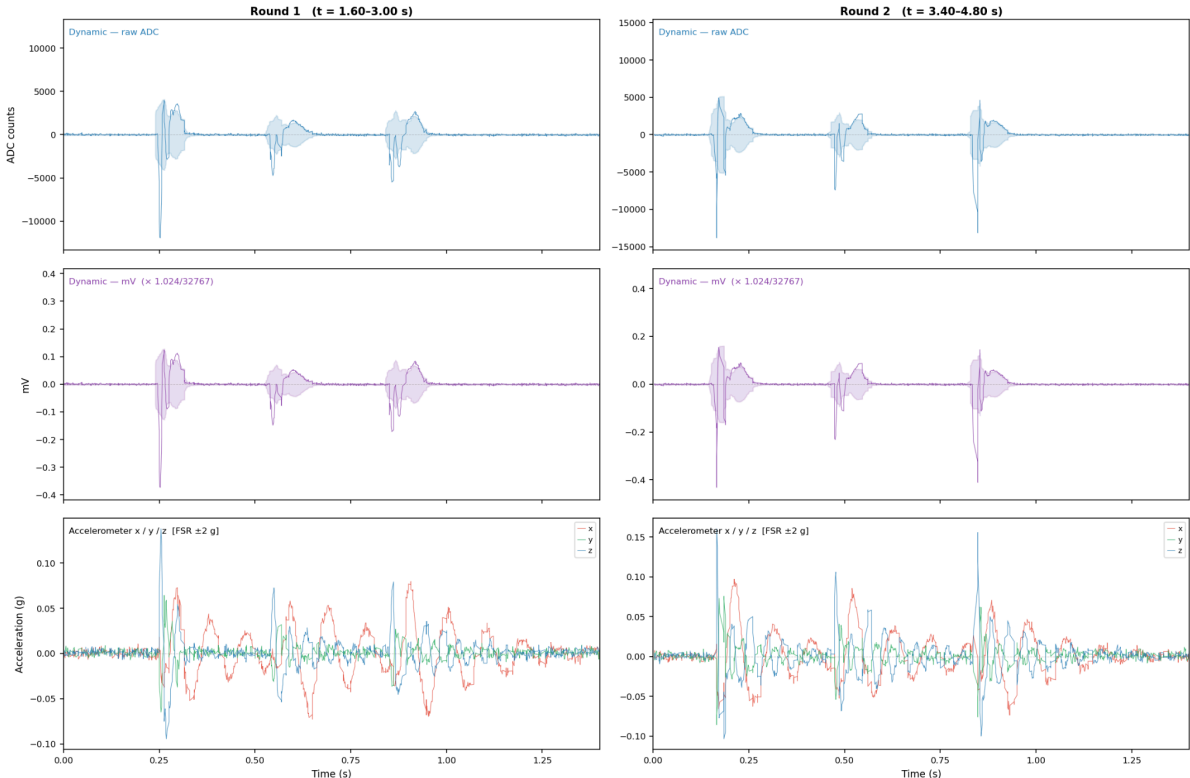 Round 1   (t = 1.60–3.00 s)
Dynamic — raw ADC
ADC counts
10000
5000
0
−5000
−10000
Round 2   (t = 3.40–4.80 s)
Dynamic — raw ADC
15000
10000
5000
0
−5000
−10000
−15000
Dynamic — mV  (× 1.024/32767)
mV
0.4
0.3
0.2
0.1
0.0
−0.1
−0.2
−0.3
−0.4
Dynamic — mV  (× 1.024/32767)
0.4
0.2
0.0
−0.2
−0.4
Accelerometer x / y / z  [FSR ±2 g]
x
y
z
Acceleration (g)
0.10
0.05
0.00
−0.05
−0.10
0.00
0.25
0.50
0.75
1.00
1.25
Time (s)
Accelerometer x / y / z  [FSR ±2 g]
x
y
z
0.15
0.10
0.05
0.00
−0.05
−0.10
0.00
0.25
0.50
0.75
1.00
1.25
Time (s)